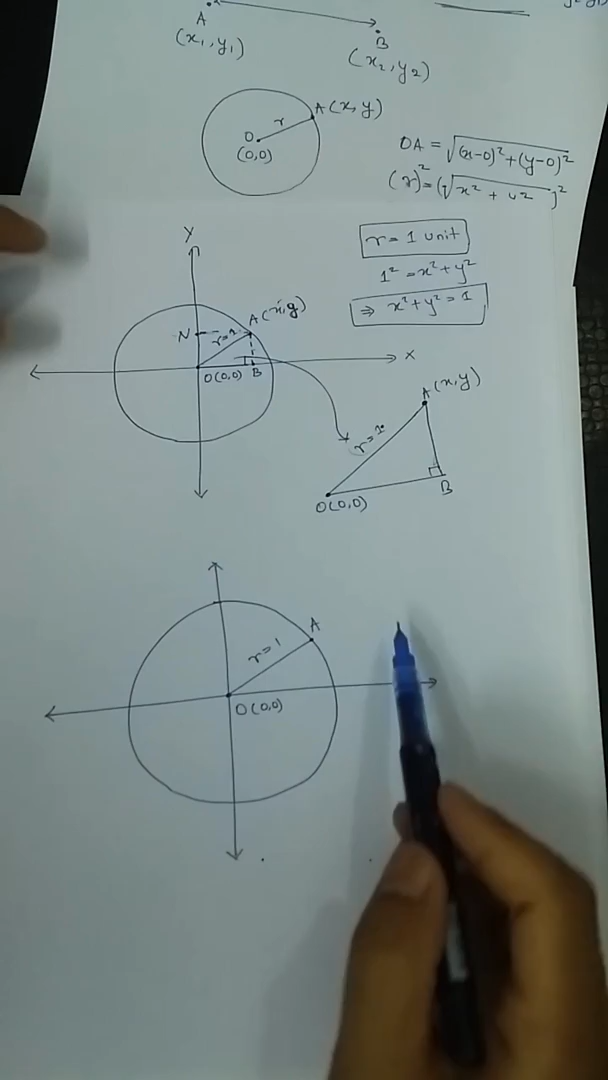 A
(x₁, y₁)
B
(x₂, y₂)
A(x, y)
r
O
(0,0)
OA = √(x-0)² + (y-0)²
(r)² = (√x² + y²)²
r = 1 unit
1² = x² + y²
⇒ x² + y² = 1
Y
N
A(x, y)
r=1
O(0,0)
B
X
A(x, y)
r=1
O(0,0)
B
A
r=1
O(0,0)